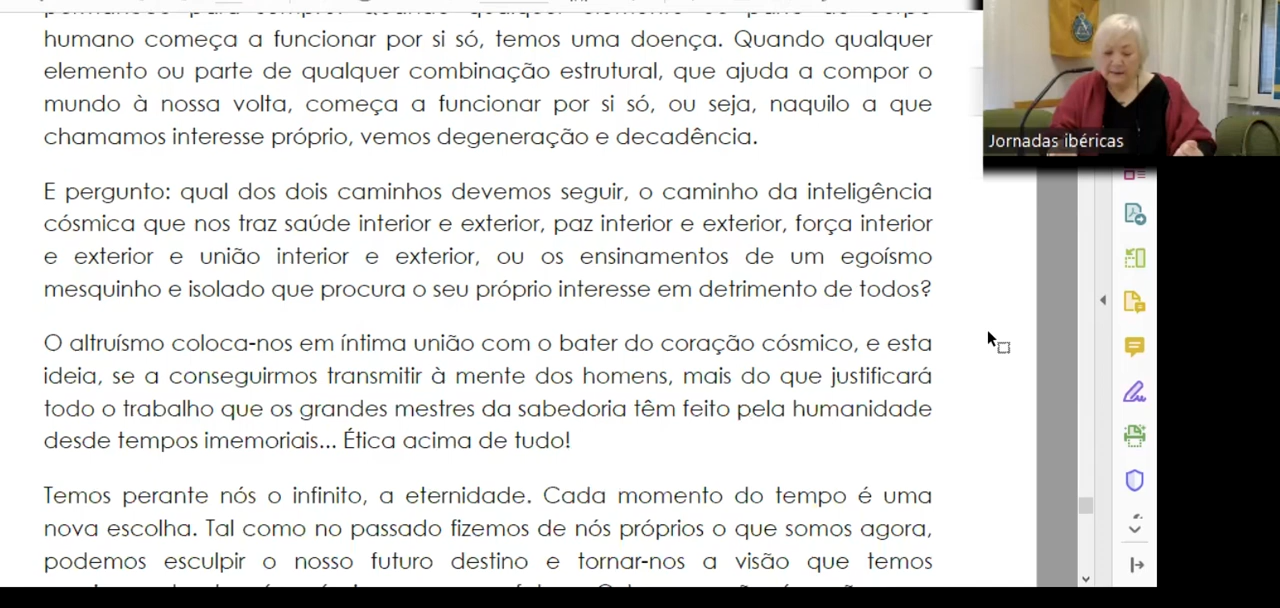 humano começa a funcionar por si só, temos uma doença. Quando qualquer
elemento ou parte de qualquer combinação estrutural, que ajuda a compor o
mundo à nossa volta, começa a funcionar por si só, ou seja, naquilo a que
chamamos interesse próprio, vemos degeneração e decadência.
E pergunto: qual dos dois caminhos devemos seguir, o caminho da inteligência
cósmica que nos traz saúde interior e exterior, paz interior e exterior, força interior
e exterior e união interior e exterior, ou os ensinamentos de um egoísmo
mesquinho e isolado que procura o seu próprio interesse em detrimento de todos?
O altruísmo coloca-nos em íntima união com o bater do coração cósmico, e esta
ideia, se a conseguirmos transmitir à mente dos homens, mais do que justificará
todo o trabalho que os grandes mestres da sabedoria têm feito pela humanidade
desde tempos imemoriais... Ética acima de tudo!
Temos perante nós o infinito, a eternidade. Cada momento do tempo é uma
nova escolha. Tal como no passado fizemos de nós próprios o que somos agora,
podemos esculpir o nosso futuro destino e tornar-nos a visão que temos
Jornadas ibéricas